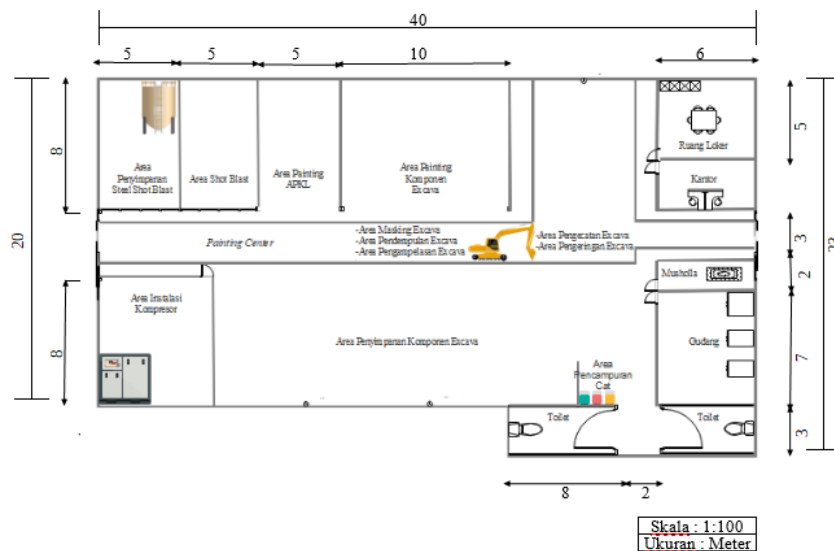 40
5
5
5
10
6
8
20
8
5
3
2
7
3
23
Area
Penyimpanan
Steel Shot Blast
Area Shot Blast
Area Painting
APKL
Area Painting
Komponen
Excava
Ruang Loker
Kantor
Painting Center
-Area Masking Excava
-Area Pendempulan Excava
-Area Pengampelasan Excava
-Area Pengecatan Excava
-Area Pengeringan Excava
Musholla
Area Instalasi
Kompresor
Area Penyimpanan Komponen Excava
Area
Pencampuran
Cat
Gudang
Toilet
Toilet
8
2
Skala : 1:100
Ukuran : Meter